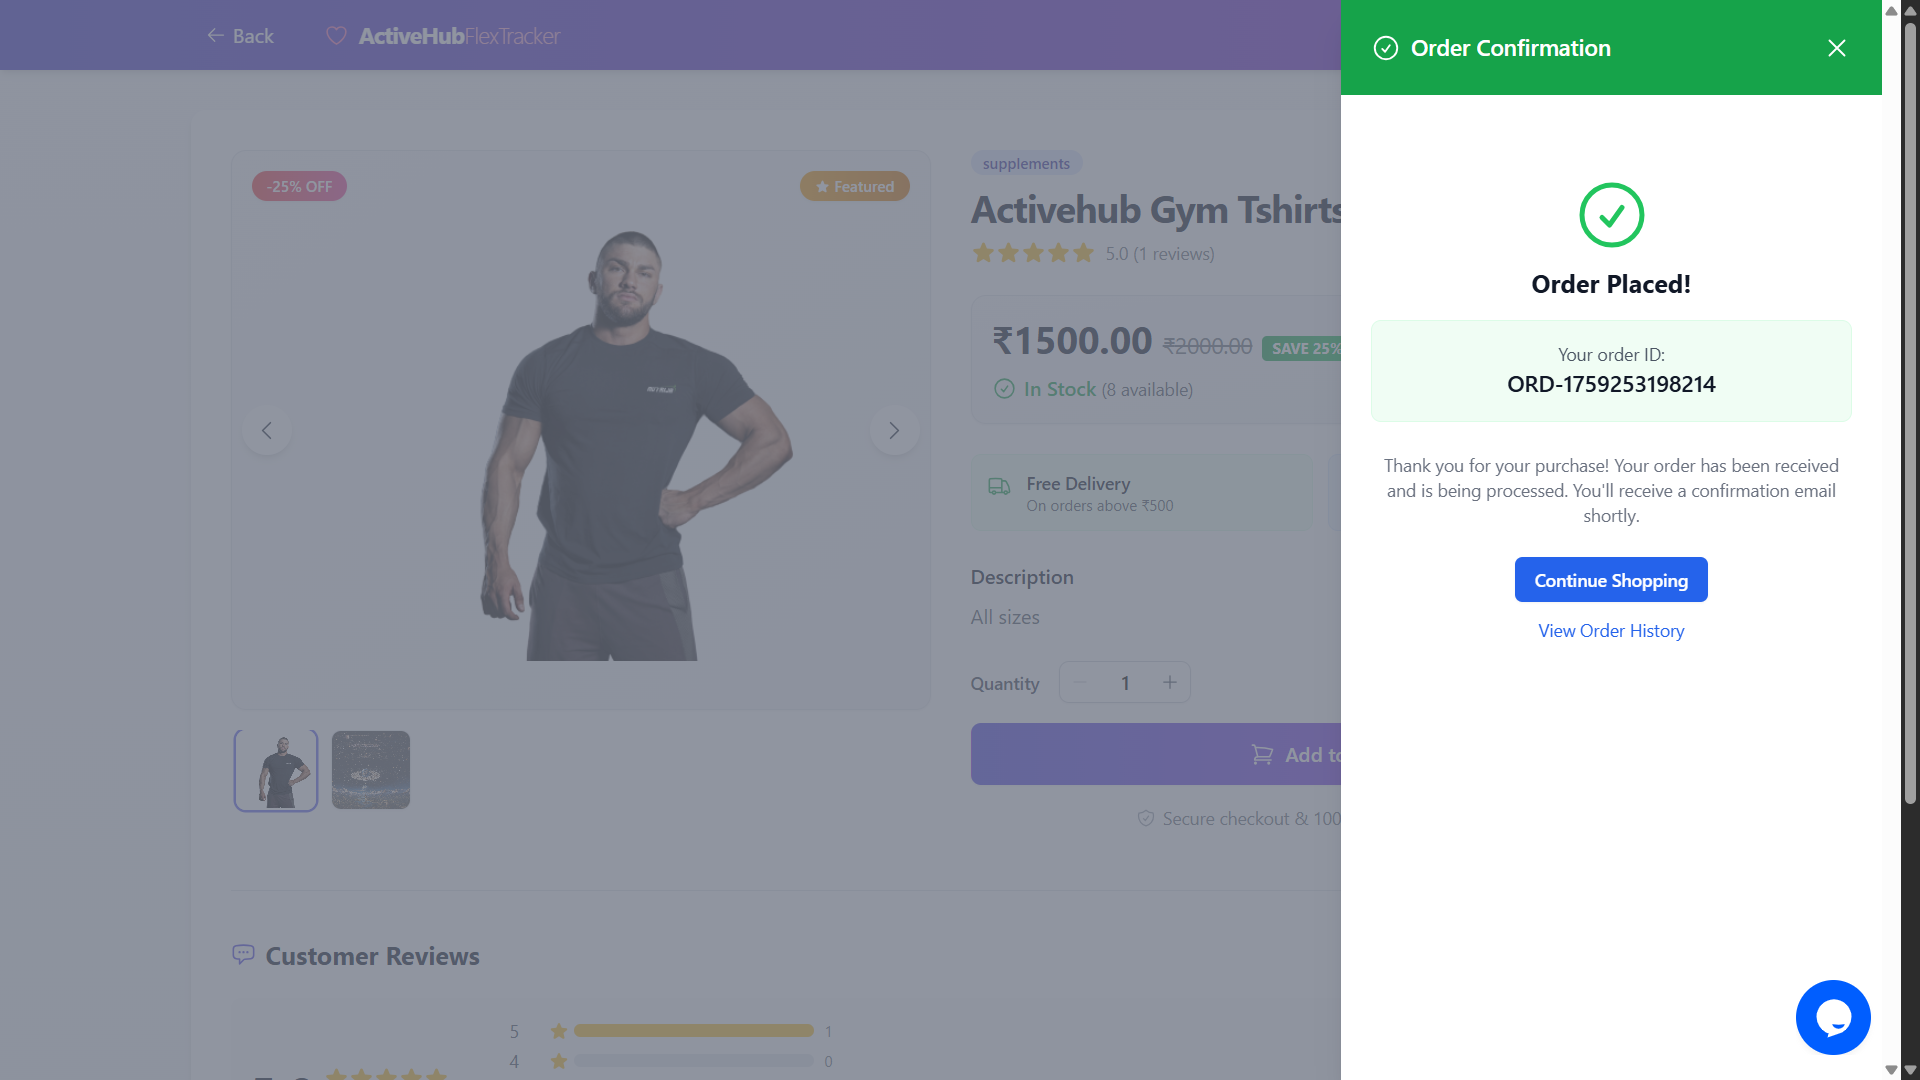 Back
ActiveHubFlexTracker
-25% OFF
Featured
supplements
Activehub Gym Tshirts
5.0 (1 reviews)
₹1500.00 ₹2000.00 SAVE 25%
In Stock (8 available)
Free Delivery
On orders above ₹500
Description
All sizes
Quantity
1
Add to
Secure checkout & 100
Customer Reviews
5
1
4
0
Order Confirmation
Order Placed!
Your order ID:
ORD-1759253198214
Thank you for your purchase! Your order has been received
and is being processed. You'll receive a confirmation email
shortly.
Continue Shopping
View Order History